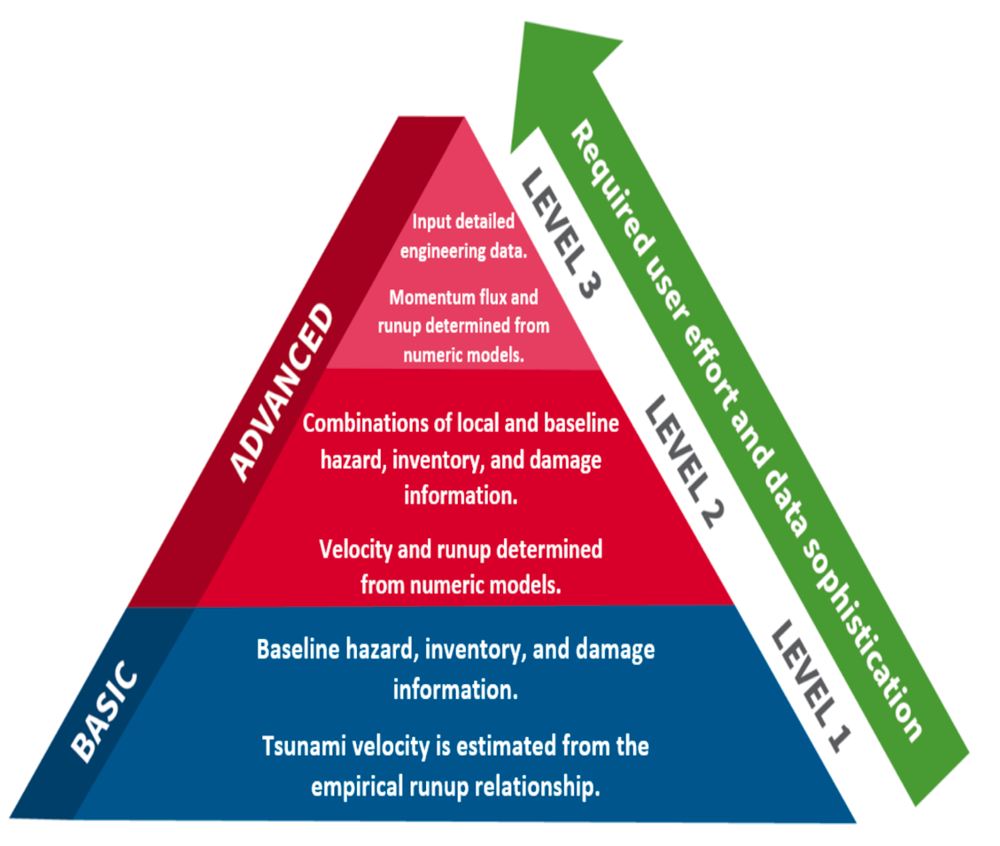 Input detailed
engineering data.
Momentum flux and
runup determined from
numeric models.
LEVEL 3
ADVANCED
Combinations of local and baseline
hazard, inventory, and damage
information.
Velocity and runup determined
from numeric models.
LEVEL 2
BASIC
Baseline hazard, inventory, and damage
information.
Tsunami velocity is estimated from the
empirical runup relationship.
LEVEL 1
Required user effort and data sophistication